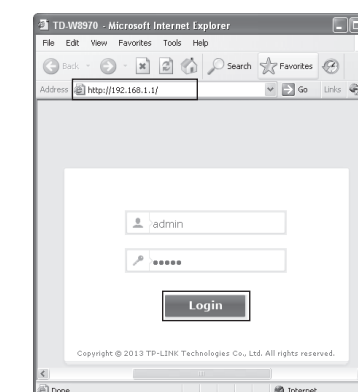 TD-W8970 - Microsoft Internet Explorer
File Edit View Favorites Tools Help
Back Search Favorites
Address http://192.168.1.1/ Go Links
admin
•••••
Login
Copyright © 2013 TP-LINK Technologies Co., Ltd. All rights reserved.
Done Internet